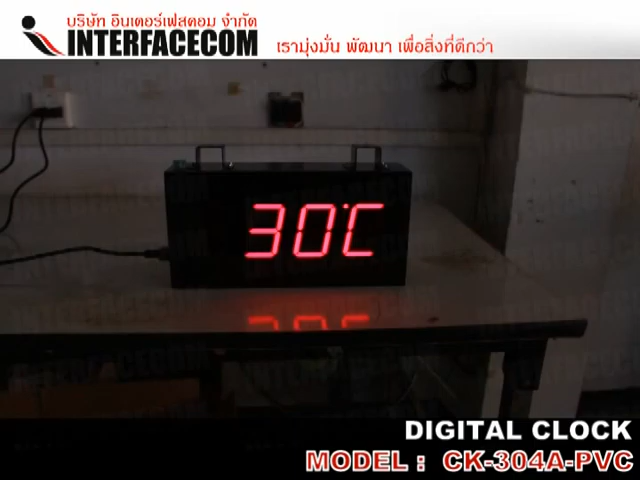 บริษัท อินเตอร์เฟสคอม จำกัด
INTERFACECOM
เรามุ่งมั่น พัฒนา เพื่อสิ่งที่ดีกว่า
30°C
DIGITAL CLOCK
MODEL : CK-304A-PVC